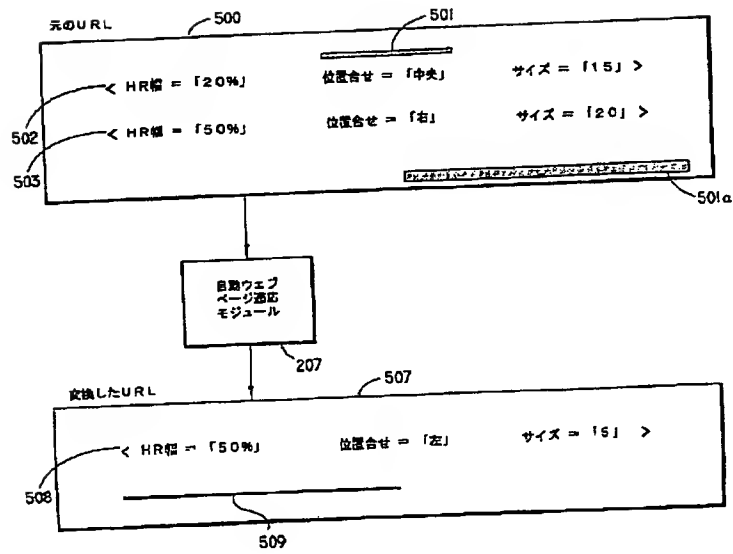 元のURL
500
501
< HR幅 = 「20%」 位置合せ = 「中央」 サイズ = 「15」 >
502
< HR幅 = 「50%」 位置合せ = 「右」 サイズ = 「20」 >
503
501a
自動ウェブ
ページ適応
モジュール
207
変換したURL
507
< HR幅 = 「50%」 位置合せ = 「左」 サイズ = 「5」 >
508
509